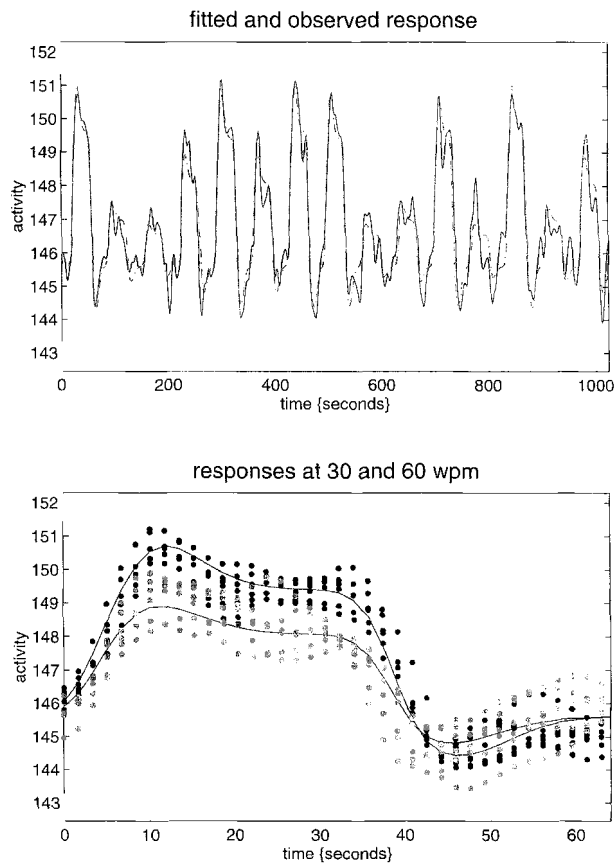 fitted and observed response
152
151
150
149
148
147
146
145
144
143
activity
0 200 400 600 800 1000
time {seconds}
responses at 30 and 60 wpm
152
151
150
149
148
147
146
145
144
143
activity
0 10 20 30 40 50 60
time {seconds}